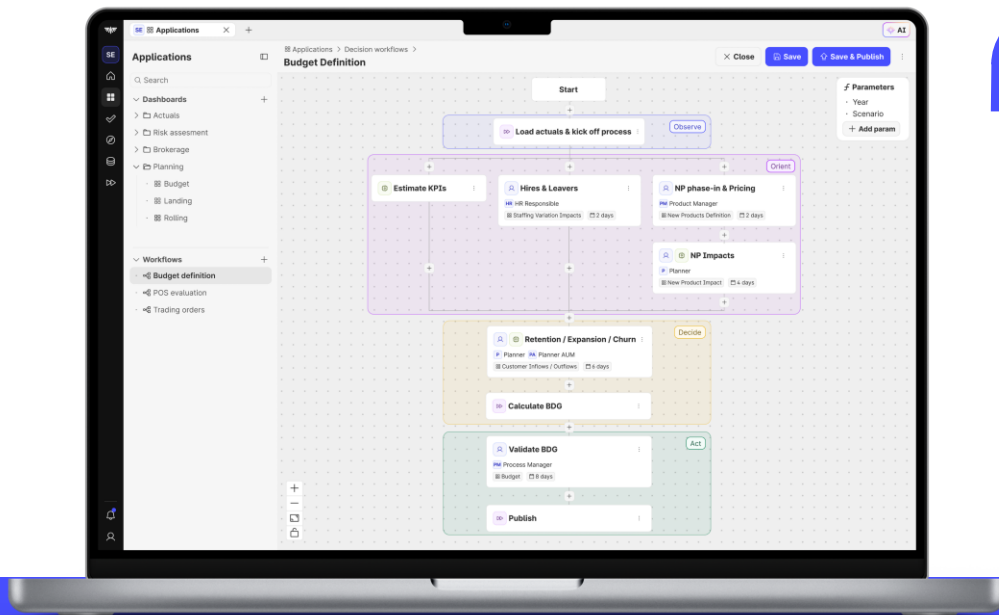 SE Applications
AI
SE
Applications
Search
Dashboards
Actuals
Risk assesment
Brokerage
Planning
Budget
Landing
Rolling
Workflows
Budget definition
POS evaluation
Trading orders
Applications > Decision workflows >
Budget Definition
Close
Save
Save & Publish
Parameters
Year
Scenario
Add param
Start
Load actuals & kick off process
Observe
Orient
Estimate KPIs
Hires & Leavers
HR HR Responsible
Staffing Variation Impacts 2 days
NP phase-in & Pricing
PM Product Manager
New Products Definition 2 days
NP Impacts
P Planner
New Product Impact 4 days
Decide
Retention / Expansion / Churn
P Planner PA Planner AUM
Customer Inflows / Outflows 6 days
Calculate BDG
Act
Validate BDG
PM Process Manager
Budget 8 days
Publish